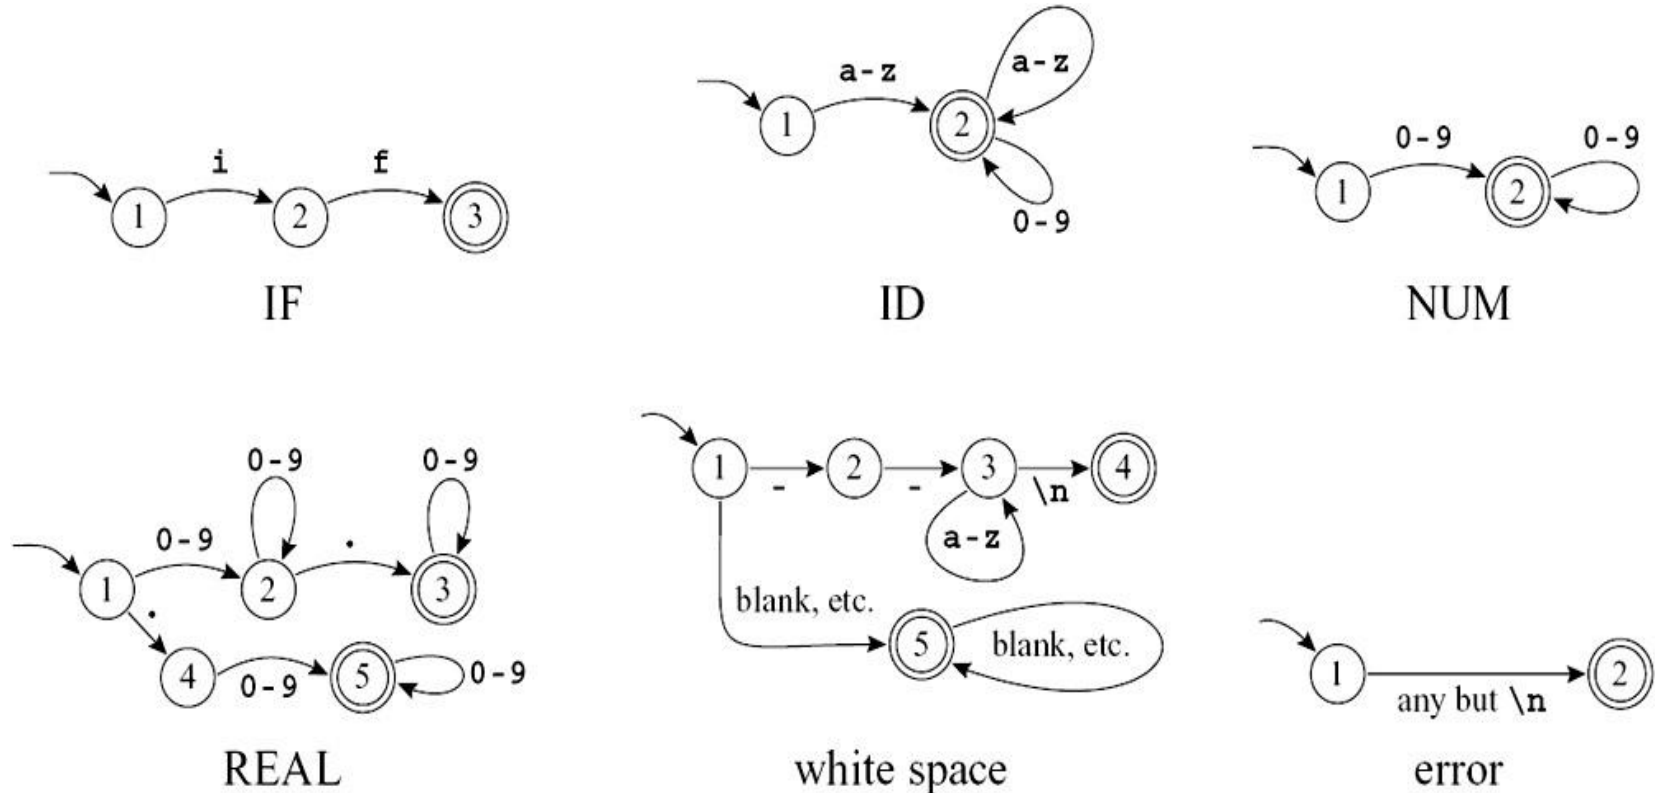 i
f
1
2
3
IF
a-z
a-z
1
2
0-9
ID
0-9
0-9
1
2
NUM
0-9
0-9
0-9
.
1
2
3
.
4
0-9
5
0-9
REAL
1
-
2
-
3
\n
4
a-z
blank, etc.
5
blank, etc.
white space
1
any but \n
2
error